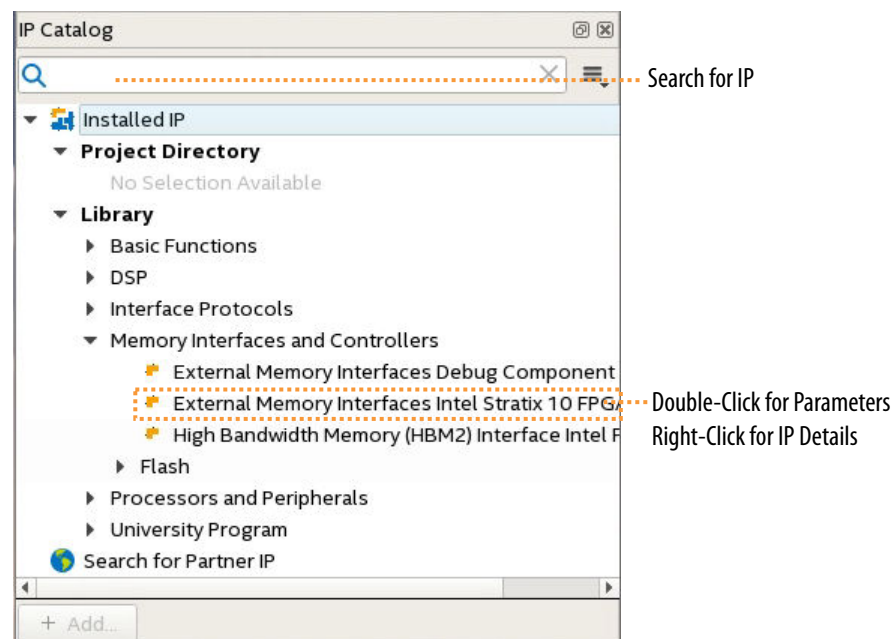 IP Catalog
Search for IP
Installed IP
Project Directory
No Selection Available
Library
Basic Functions
DSP
Interface Protocols
Memory Interfaces and Controllers
External Memory Interfaces Debug Component
External Memory Interfaces Intel Stratix 10 FPGA
Double-Click for Parameters
High Bandwidth Memory (HBM2) Interface Intel F
Right-Click for IP Details
Flash
Processors and Peripherals
University Program
Search for Partner IP
+ Add...